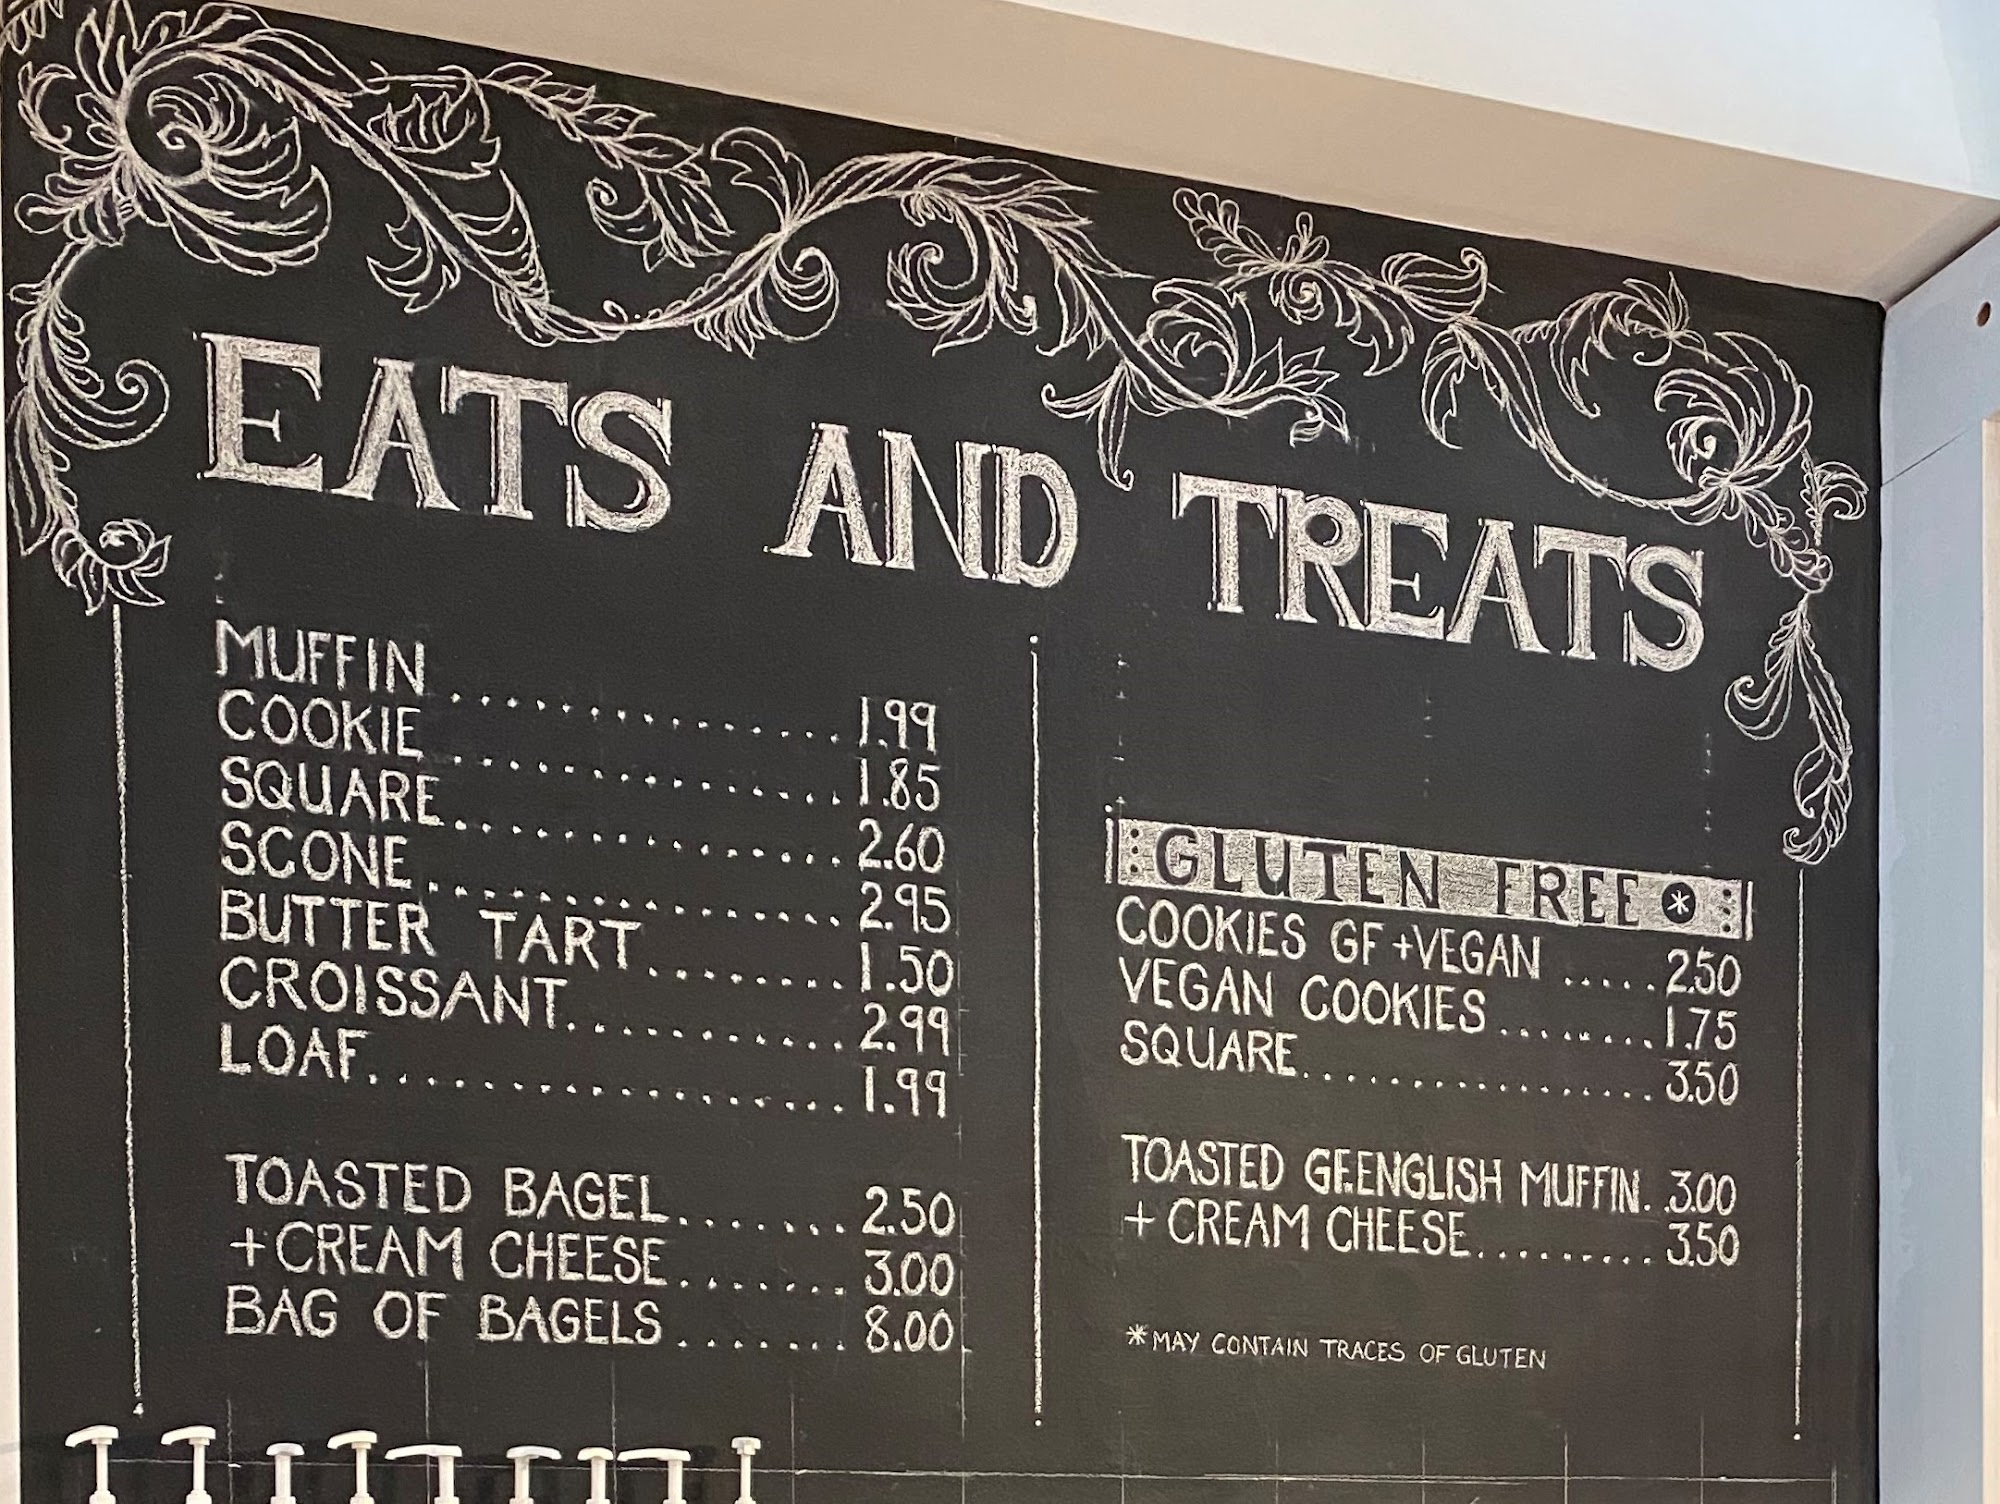 EATS AND TREATS
MUFFIN .............. 1.99
COOKIE .............. 1.85
SQUARE .............. 2.60
SCONE ............... 2.95
BUTTER TART ........ 1.50
CROISSANT ........... 2.99
LOAF ................. 1.99
TOASTED BAGEL ....... 2.50
+ CREAM CHEESE ....... 3.00
BAG OF BAGELS ....... 8.00
GLUTEN FREE *
COOKIES GF + VEGAN ..... 2.50
VEGAN COOKIES ........ 1.75
SQUARE ................ 3.50
TOASTED GF. ENGLISH MUFFIN .. 3.00
+ CREAM CHEESE ......... 3.50
* MAY CONTAIN TRACES OF GLUTEN